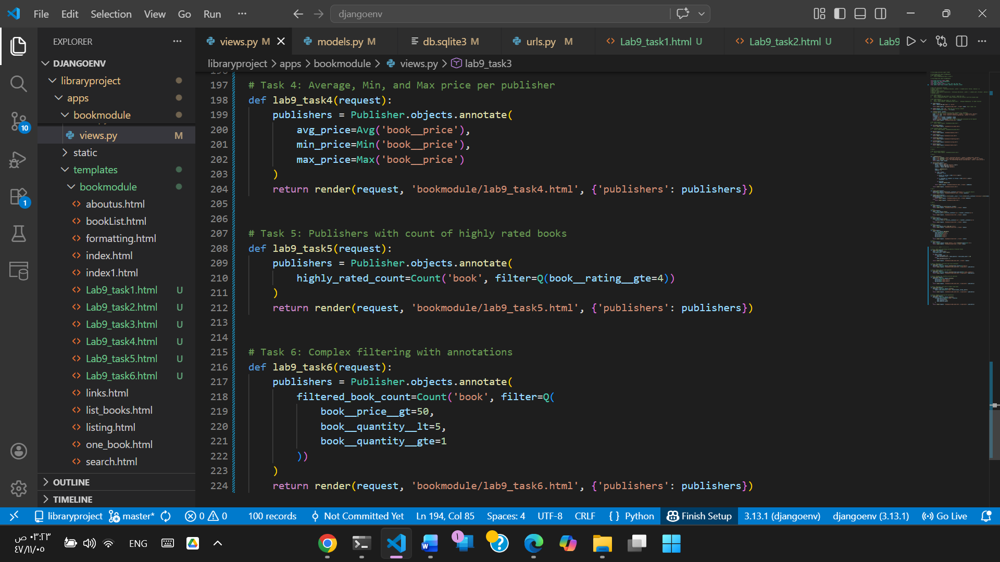 File Edit Selection View Go Run ···
djangoenv
EXPLORER
DJANGOENV
libraryproject
apps
bookmodule
views.py M
static
templates
bookmodule
aboutus.html
bookList.html
formatting.html
index.html
index1.html
Lab9_task1.html U
Lab9_task2.html U
Lab9_task3.html U
Lab9_task4.html U
Lab9_task5.html U
Lab9_task6.html U
links.html
list_books.html
listing.html
one_book.html
search.html
OUTLINE
TIMELINE
10
1
views.py M models.py M db.sqlite3 M urls.py M Lab9_task1.html U Lab9_task2.html U Lab9
libraryproject > apps > bookmodule > views.py > lab9_task3
197 # Task 4: Average, Min, and Max price per publisher
198 def lab9_task4(request):
199 publishers = Publisher.objects.annotate(
200 avg_price=Avg('book__price'),
201 min_price=Min('book__price'),
202 max_price=Max('book__price')
203 )
204 return render(request, 'bookmodule/lab9_task4.html', {'publishers': publishers})
205
206
207 # Task 5: Publishers with count of highly rated books
208 def lab9_task5(request):
209 publishers = Publisher.objects.annotate(
210 highly_rated_count=Count('book', filter=Q(book__rating__gte=4))
211 )
212 return render(request, 'bookmodule/lab9_task5.html', {'publishers': publishers})
213
214
215 # Task 6: Complex filtering with annotations
216 def lab9_task6(request):
217 publishers = Publisher.objects.annotate(
218 filtered_book_count=Count('book', filter=Q(
219 book__price__gt=50,
220 book__quantity__lt=5,
221 book__quantity__gte=1
222 ))
223 )
224 return render(request, 'bookmodule/lab9_task6.html', {'publishers': publishers})
libraryproject master* 0 0 100 records Not Committed Yet Ln 194, Col 85 Spaces: 4 UTF-8 CRLF { } Python Finish Setup 3.13.1 (djangoenv) djangoenv (3.13.1) Go Live
٠٣:٢٣ ص
٤٧/١١/٠٥
ENG
١